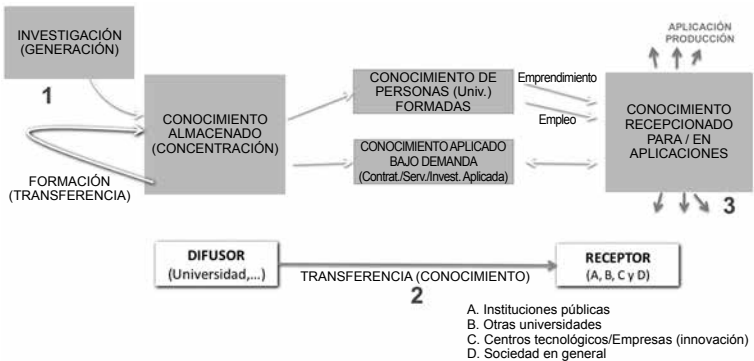 INVESTIGACIÓN
(GENERACIÓN)
1
CONOCIMIENTO
ALMACENADO
(CONCENTRACIÓN)
FORMACIÓN
(TRANSFERENCIA)
CONOCIMIENTO DE
PERSONAS (Univ.)
FORMADAS
CONOCIMIENTO APLICADO
BAJO DEMANDA
(Contrat./Serv./Invest. Aplicada)
Emprendimiento
Empleo
APLICACIÓN
PRODUCCIÓN
CONOCIMIENTO
RECEPCIONADO
PARA / EN
APLICACIONES
3
DIFUSOR
(Universidad,...)
TRANSFERENCIA (CONOCIMIENTO)
2
RECEPTOR
(A, B, C y D)
A. Instituciones públicas
B. Otras universidades
C. Centros tecnológicos/Empresas (innovación)
D. Sociedad en general